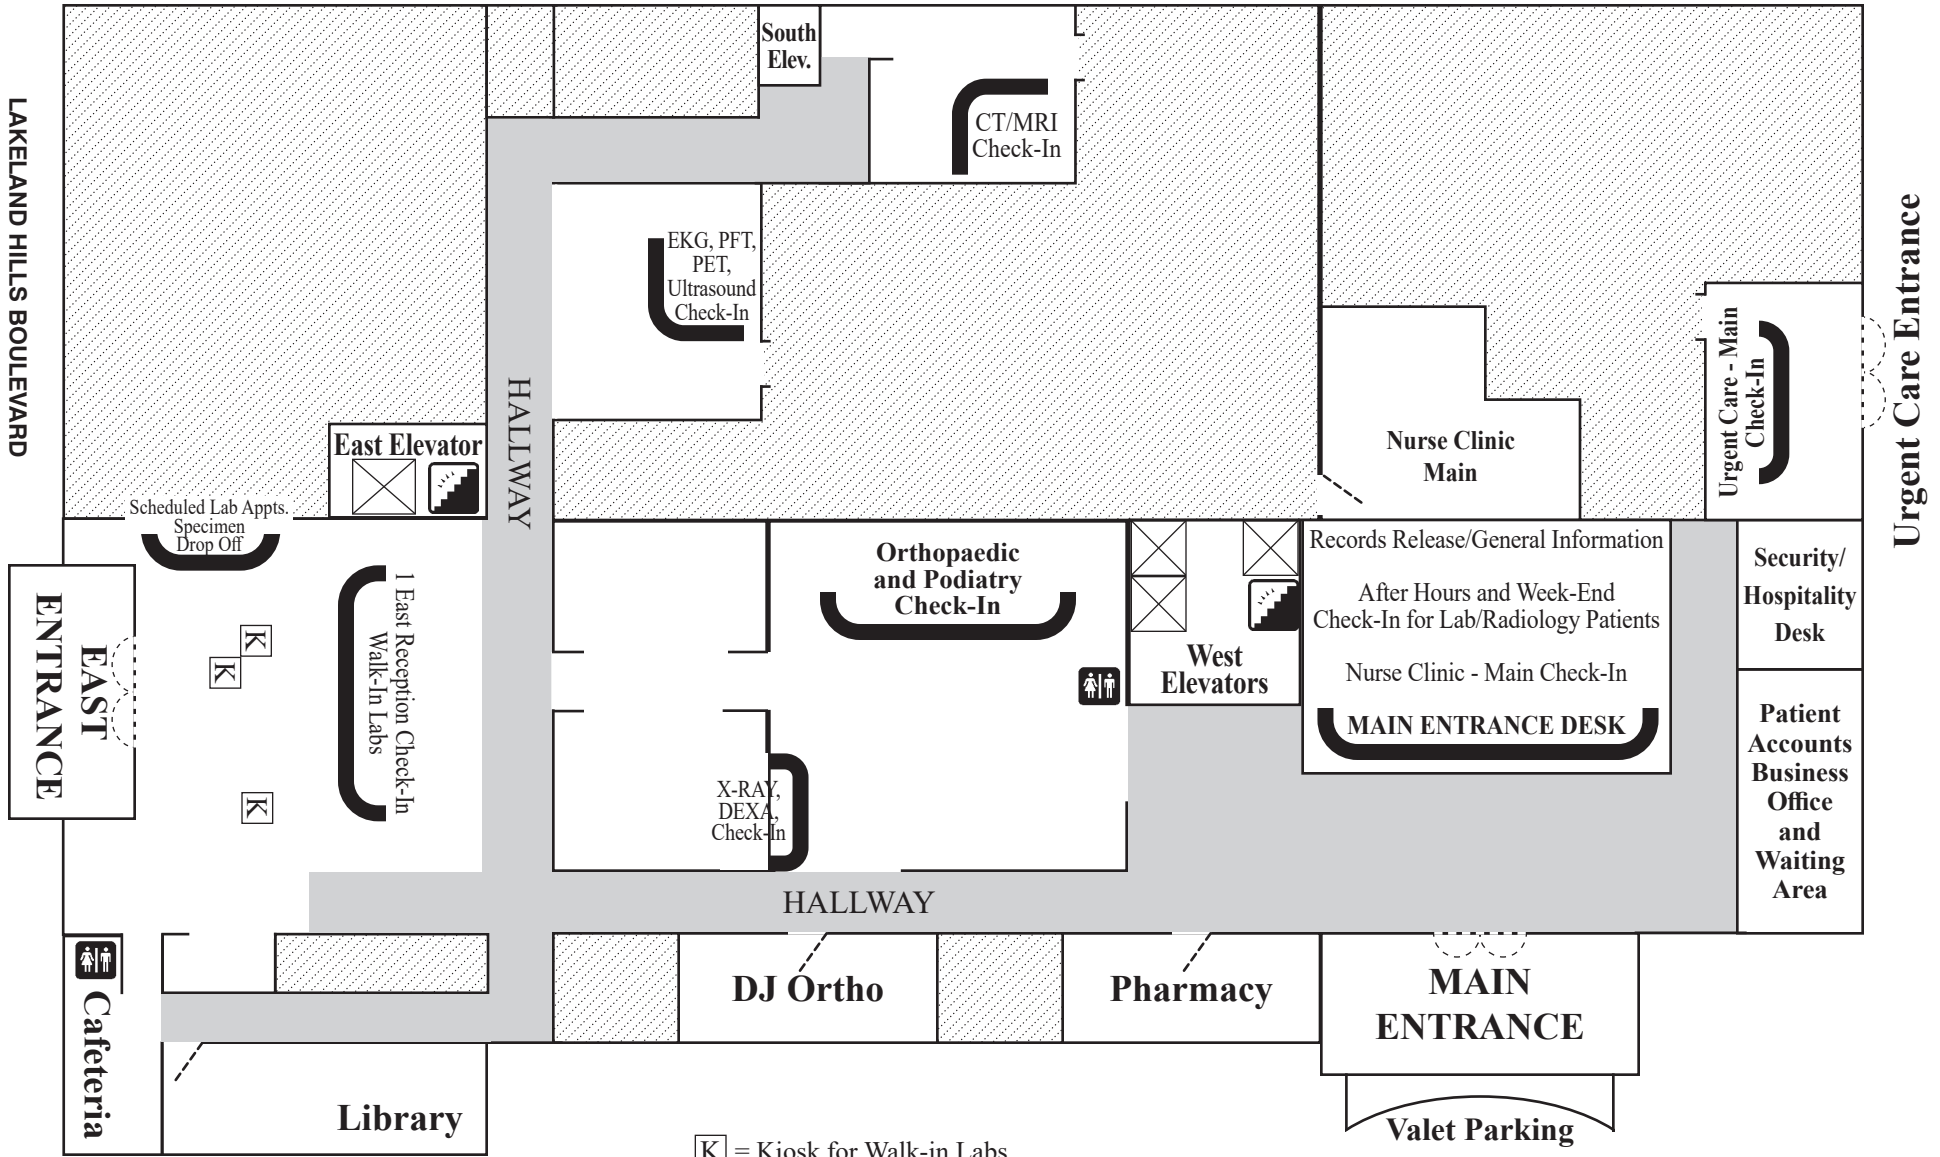 LAKELAND HILLS BOULEVARD
South
Elev.
CT/MRI
Check-In
EKG, PFT,
PET,
Ultrasound
Check-In
HALLWAY
East Elevator
Scheduled Lab Appts.
Specimen
Drop Off
EAST
ENTRANCE
K
K
K
1 East Reception Check-In
Walk-In Labs
Orthopaedic
and Podiatry
Check-In
X-RAY,
DEXA,
Check-In
West
Elevators
Nurse Clinic
Main
Urgent Care - Main
Check-In
Urgent Care Entrance
Records Release/General Information
After Hours and Week-End
Check-In for Lab/Radiology Patients
Nurse Clinic - Main Check-In
MAIN ENTRANCE DESK
Security/
Hospitality
Desk
Patient
Accounts
Business
Office
and
Waiting
Area
HALLWAY
Cafeteria
Library
DJ Ortho
Pharmacy
MAIN
ENTRANCE
Valet Parking
K = Kiosk for Walk-in Labs